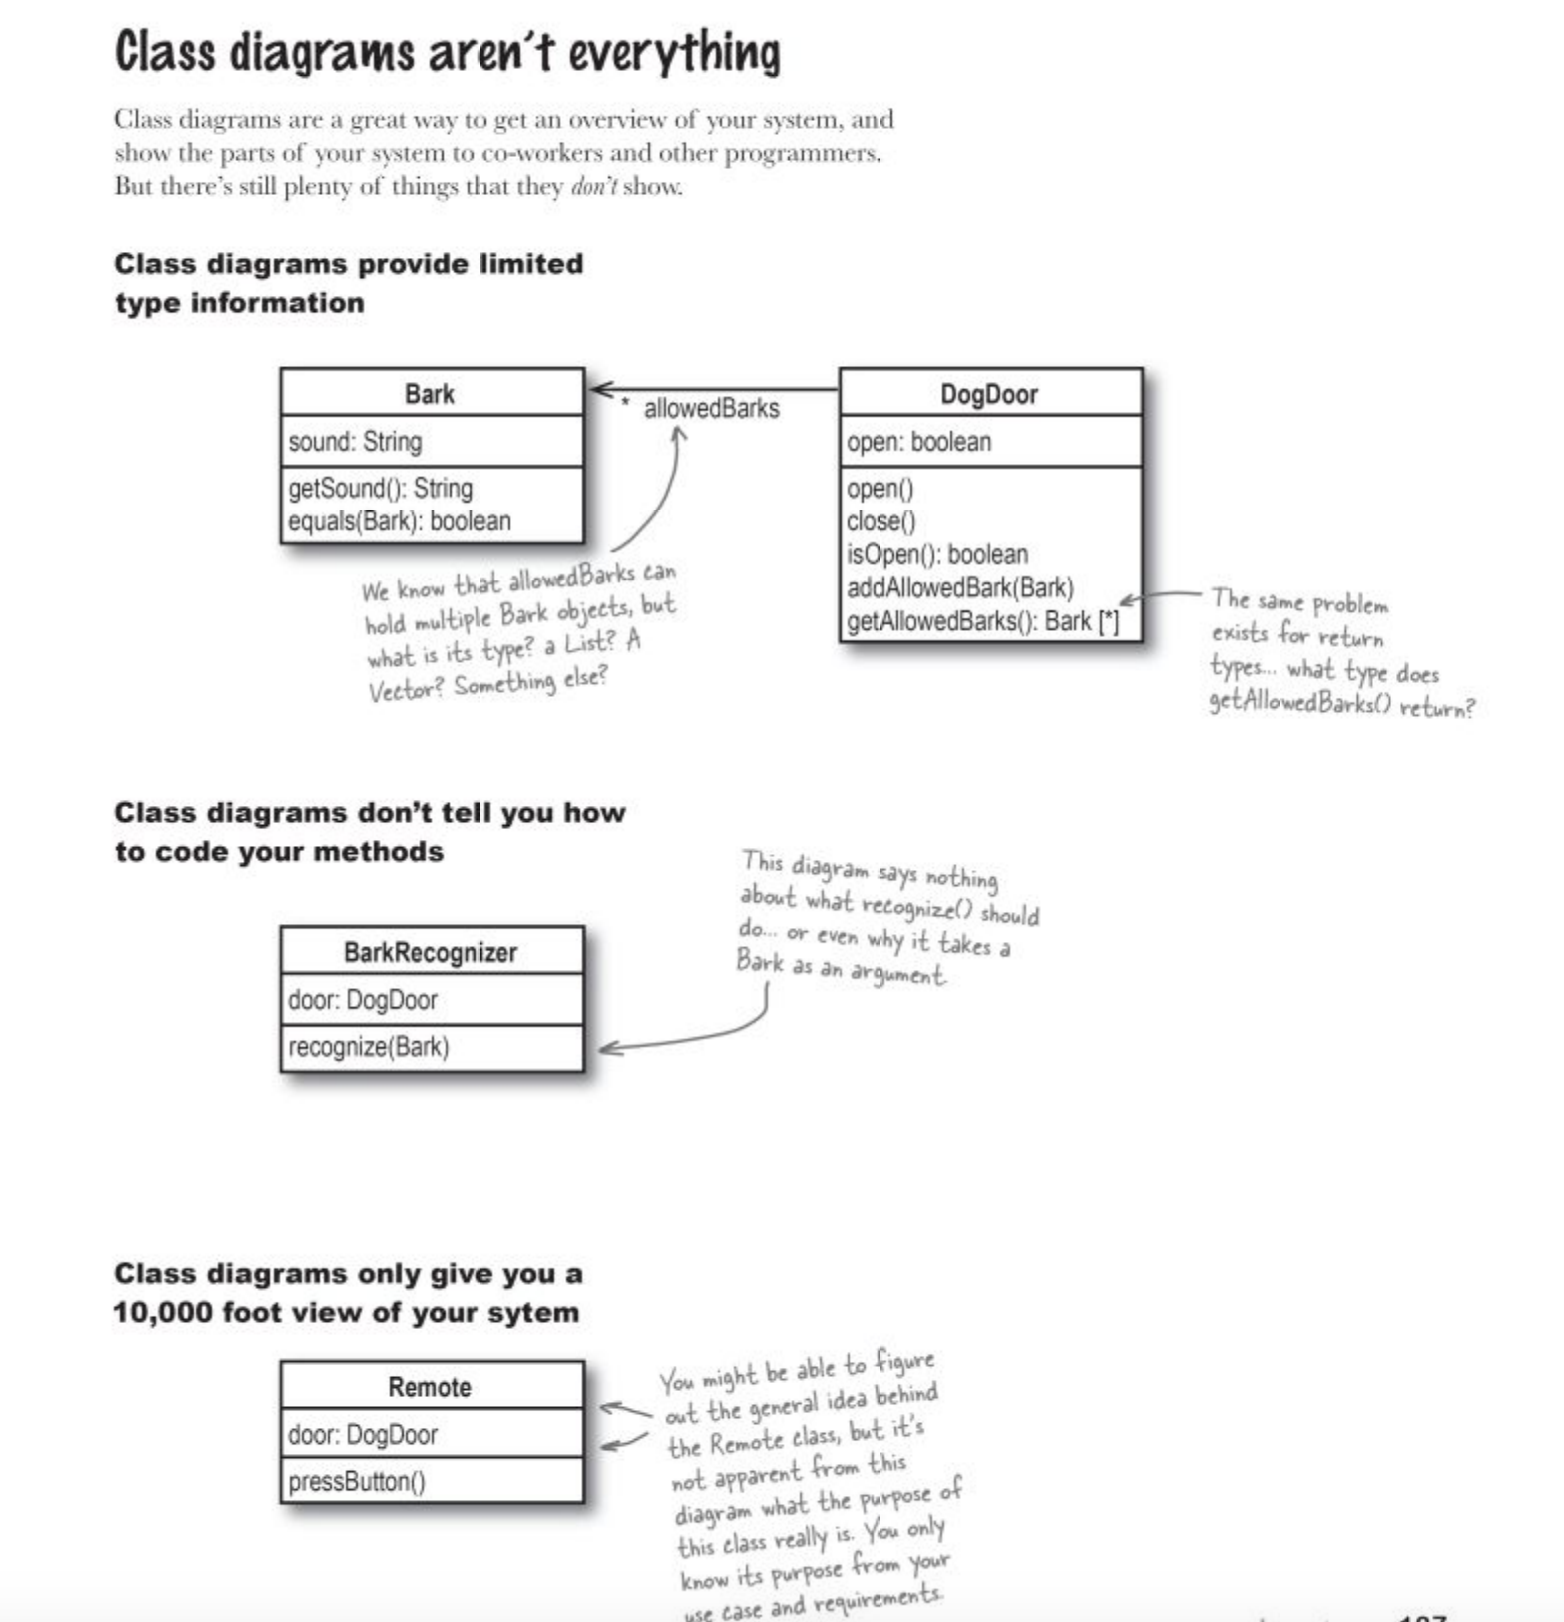 Class diagrams aren't everything
Class diagrams are a great way to get an overview of your system, and
show the parts of your system to co-workers and other programmers.
But there's still plenty of things that they don't show.
Class diagrams provide limited
type information
Bark
sound: String
getSound(): String
equals(Bark): boolean
* allowedBarks
DogDoor
open: boolean
open()
close()
isOpen(): boolean
addAllowedBark(Bark)
getAllowedBarks(): Bark [*]
We know that allowedBarks can
hold multiple Bark objects, but
what is its type? a List? A
Vector? Something else?
The same problem
exists for return
types... what type does
getAllowedBarks() return?
Class diagrams don't tell you how
to code your methods
This diagram says nothing
about what recognize() should
do... or even why it takes a
Bark as an argument.
BarkRecognizer
door: DogDoor
recognize(Bark)
Class diagrams only give you a
10,000 foot view of your sytem
Remote
door: DogDoor
pressButton()
You might be able to figure
out the general idea behind
the Remote class, but it's
not apparent from this
diagram what the purpose of
this class really is. You only
know its purpose from your
use case and requirements.